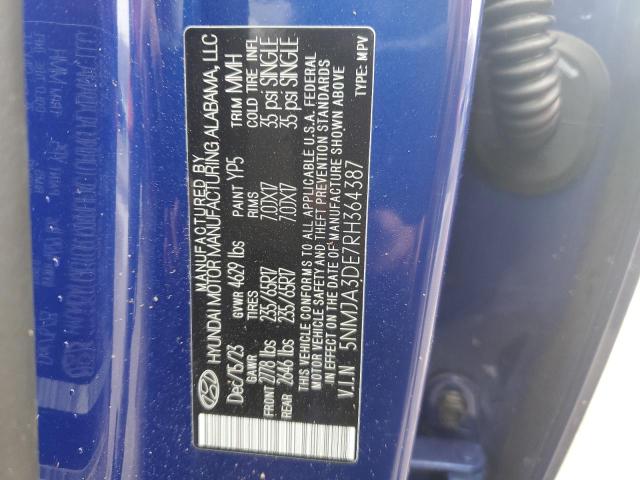 MANUFACTURED BY
HYUNDAI MOTOR MANUFACTURING ALABAMA, LLC
Dec/15/23 GVWR 4629 lbs PAINT YP5 TRIM MMH
GAWR TIRES RIMS COLD TIRE INFL
FRONT 2778 lbs 235/65R17 7.0JX17 35 psi SINGLE
REAR 2646 lbs 235/65R17 7.0JX17 35 psi SINGLE
THIS VEHICLE CONFORMS TO ALL APPLICABLE U.S.A. FEDERAL
MOTOR VEHICLE SAFETY AND THEFT PREVENTION STANDARDS
IN EFFECT ON THE DATE OF MANUFACTURE SHOWN ABOVE
V.I.N. 5NMJA3DE7RH364387 TYPE: MPV